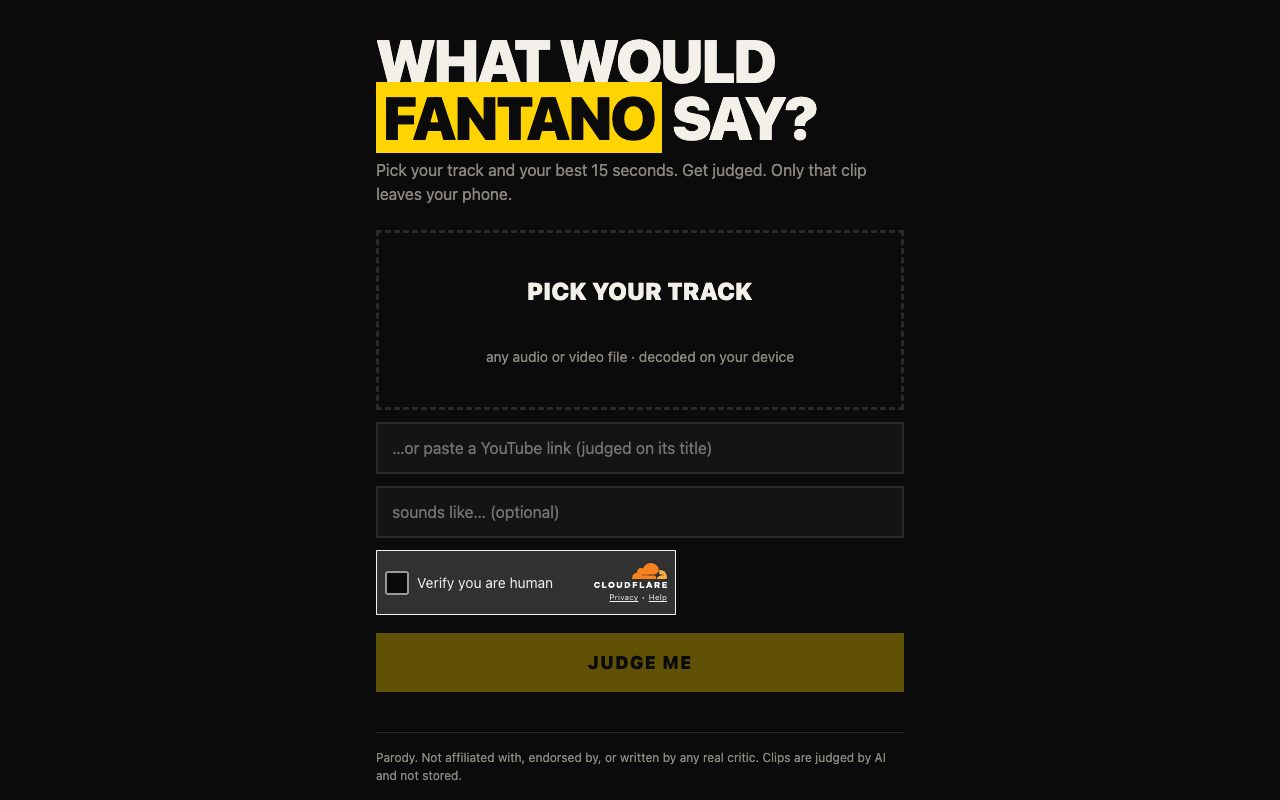 WHAT WOULD
FANTANO SAY?
Pick your track and your best 15 seconds. Get judged. Only that clip
leaves your phone.
PICK YOUR TRACK
any audio or video file · decoded on your device
...or paste a YouTube link (judged on its title)
sounds like... (optional)
Verify you are human
CLOUDFLARE
Privacy · Help
JUDGE ME
Parody. Not affiliated with, endorsed by, or written by any real critic. Clips are judged by AI
and not stored.